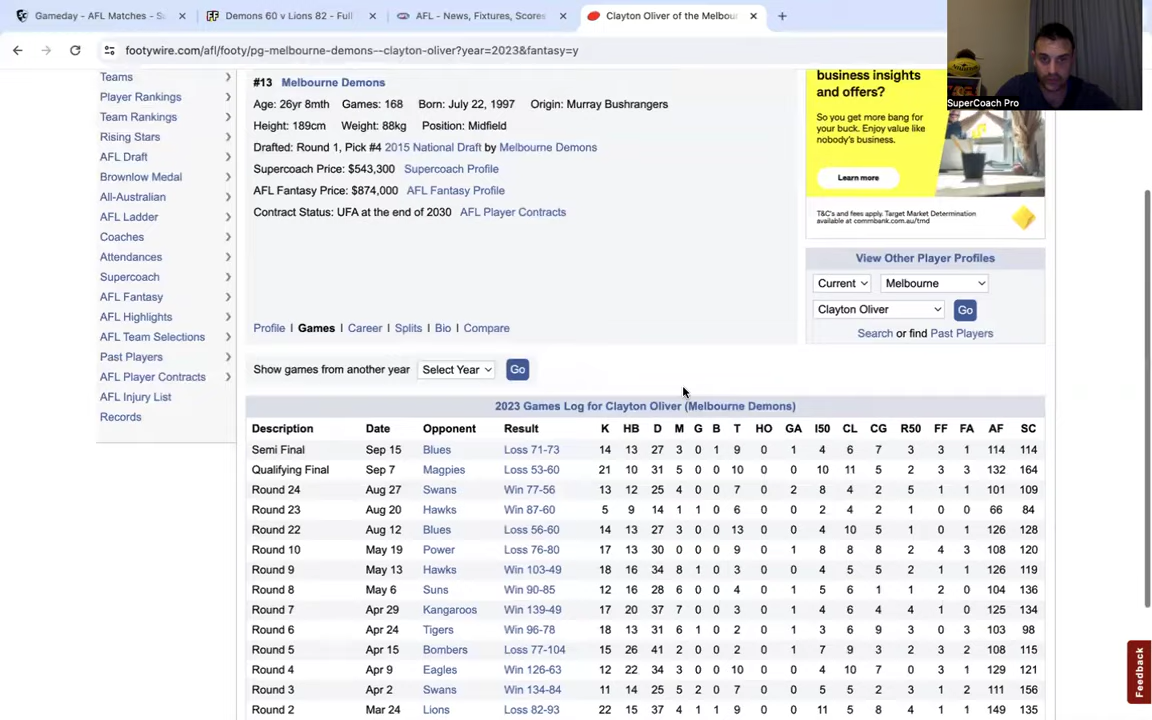 Gameday - AFL Matches - S
Demons 60 v Lions 82 - Full
AFL - News, Fixtures, Scores
Clayton Oliver of the Melbou
footywire.com/afl/footy/pg-melbourne-demons--clayton-oliver?year=2023&fantasy=y
SuperCoach Pro
Teams
Player Rankings
Team Rankings
Rising Stars
AFL Draft
Brownlow Medal
All-Australian
AFL Ladder
Coaches
Attendances
Supercoach
AFL Fantasy
AFL Highlights
AFL Team Selections
Past Players
AFL Player Contracts
AFL Injury List
Records
#13 Melbourne Demons
Age: 26yr 8mth Games: 168 Born: July 22, 1997 Origin: Murray Bushrangers
Height: 189cm Weight: 88kg Position: Midfield
Drafted: Round 1, Pick #4 2015 National Draft by Melbourne Demons
Supercoach Price: $543,300 Supercoach Profile
AFL Fantasy Price: $874,000 AFL Fantasy Profile
Contract Status: UFA at the end of 2030 AFL Player Contracts
Profile | Games | Career | Splits | Bio | Compare
business insights
and offers?
So you get more bang for
your buck. Enjoy value like
nobody's business.
Learn more
T&C's and fees apply. Target Market Determination
available at commbank.com.au/tmd
View Other Player Profiles
Current Melbourne
Clayton Oliver Go
Search or find Past Players
Show games from another year Select Year Go
2023 Games Log for Clayton Oliver (Melbourne Demons)
Description Date Opponent Result K HB D M G B T HO GA I50 CL CG R50 FF FA AF SC
Semi Final Sep 15 Blues Loss 71-73 14 13 27 3 0 1 9 0 1 4 6 7 3 3 1 114 114
Qualifying Final Sep 7 Magpies Loss 53-60 21 10 31 5 0 0 10 0 0 10 11 5 2 3 3 132 164
Round 24 Aug 27 Swans Win 77-56 13 12 25 4 0 0 7 0 2 8 4 2 5 1 1 101 109
Round 23 Aug 20 Hawks Win 87-60 5 9 14 1 1 0 6 0 0 2 4 2 1 0 0 66 84
Round 22 Aug 12 Blues Loss 56-60 14 13 27 3 0 0 13 0 1 4 10 5 1 0 1 126 128
Round 10 May 19 Power Loss 76-80 17 13 30 0 0 0 9 0 1 8 8 8 2 4 3 108 120
Round 9 May 13 Hawks Win 103-49 18 16 34 8 1 0 3 0 0 4 5 5 2 1 1 126 119
Round 8 May 6 Suns Win 90-85 12 16 28 6 0 0 4 0 1 5 6 1 1 2 0 104 136
Round 7 Apr 29 Kangaroos Win 139-49 17 20 37 7 0 0 3 0 1 4 6 4 4 1 0 125 134
Round 6 Apr 24 Tigers Win 96-78 18 13 31 6 1 0 2 0 1 3 6 9 3 0 3 103 98
Round 5 Apr 15 Bombers Loss 77-104 15 26 41 2 0 0 2 0 1 7 9 3 2 3 2 108 115
Round 4 Apr 9 Eagles Win 126-63 12 22 34 3 0 0 10 0 0 4 10 7 0 3 1 129 121
Round 3 Apr 2 Swans Win 134-84 11 14 25 5 2 0 7 0 0 5 5 2 3 1 2 111 156
Round 2 Mar 24 Lions Loss 82-93 22 15 37 4 1 1 9 0 0 11 5 8 4 1 1 149 135
Feedback